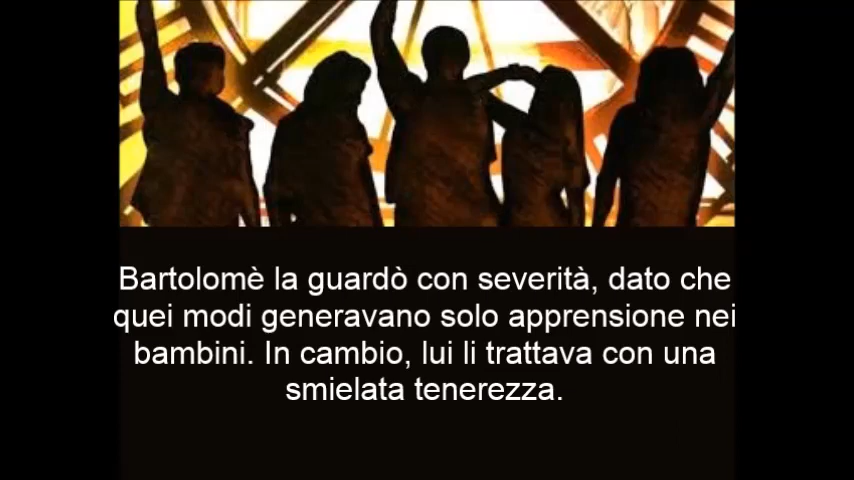 Bartolomè la guardò con severità, dato che
quei modi generavano solo apprensione nei
bambini. In cambio, lui li trattava con una
smielata tenerezza.